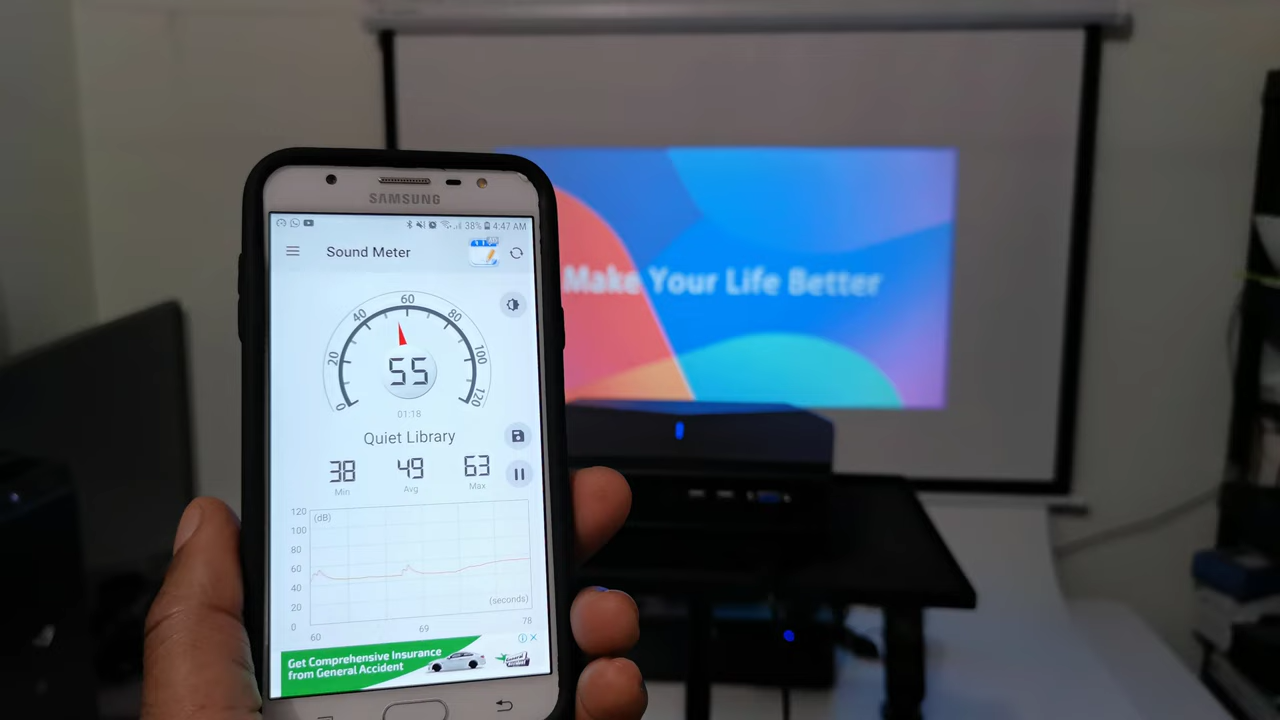 SAMSUNG
38% 4:47 AM
Sound Meter
0
20
40
60
80
100
120
55
01:18
Quiet Library
38 49 63
Min Avg Max
120
100
80
60
40
20
0
(dB)
(seconds)
60 69 78
Get Comprehensive Insurance
from General Accident
Make Your Life Better